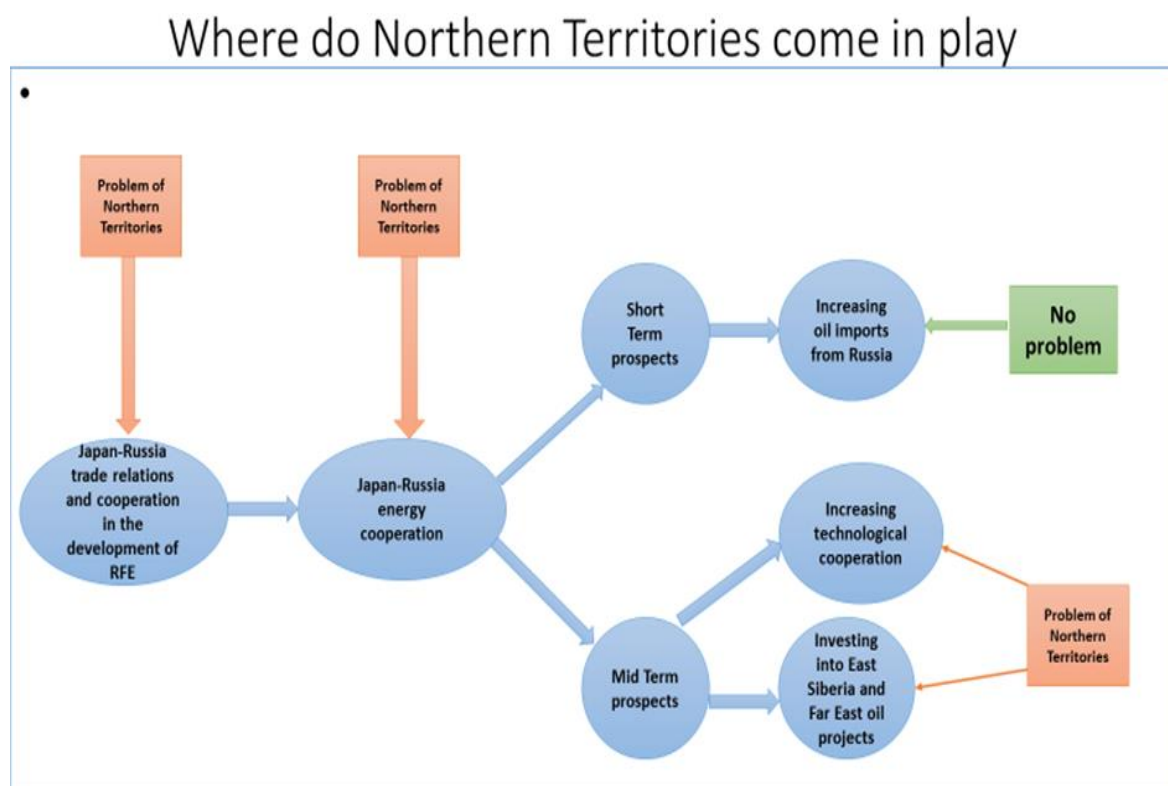 Where do Northern Territories come in play
•
Problem of
Northern
Territories
Problem of
Northern
Territories
Short
Term
prospects
Increasing
oil imports
from Russia
No
problem
Japan-Russia
trade relations
and cooperation
in the
development of
RFE
Japan-Russia
energy
cooperation
Increasing
technological
cooperation
Mid Term
prospects
Investing
into East
Siberia and
Far East oil
projects
Problem of
Northern
Territories